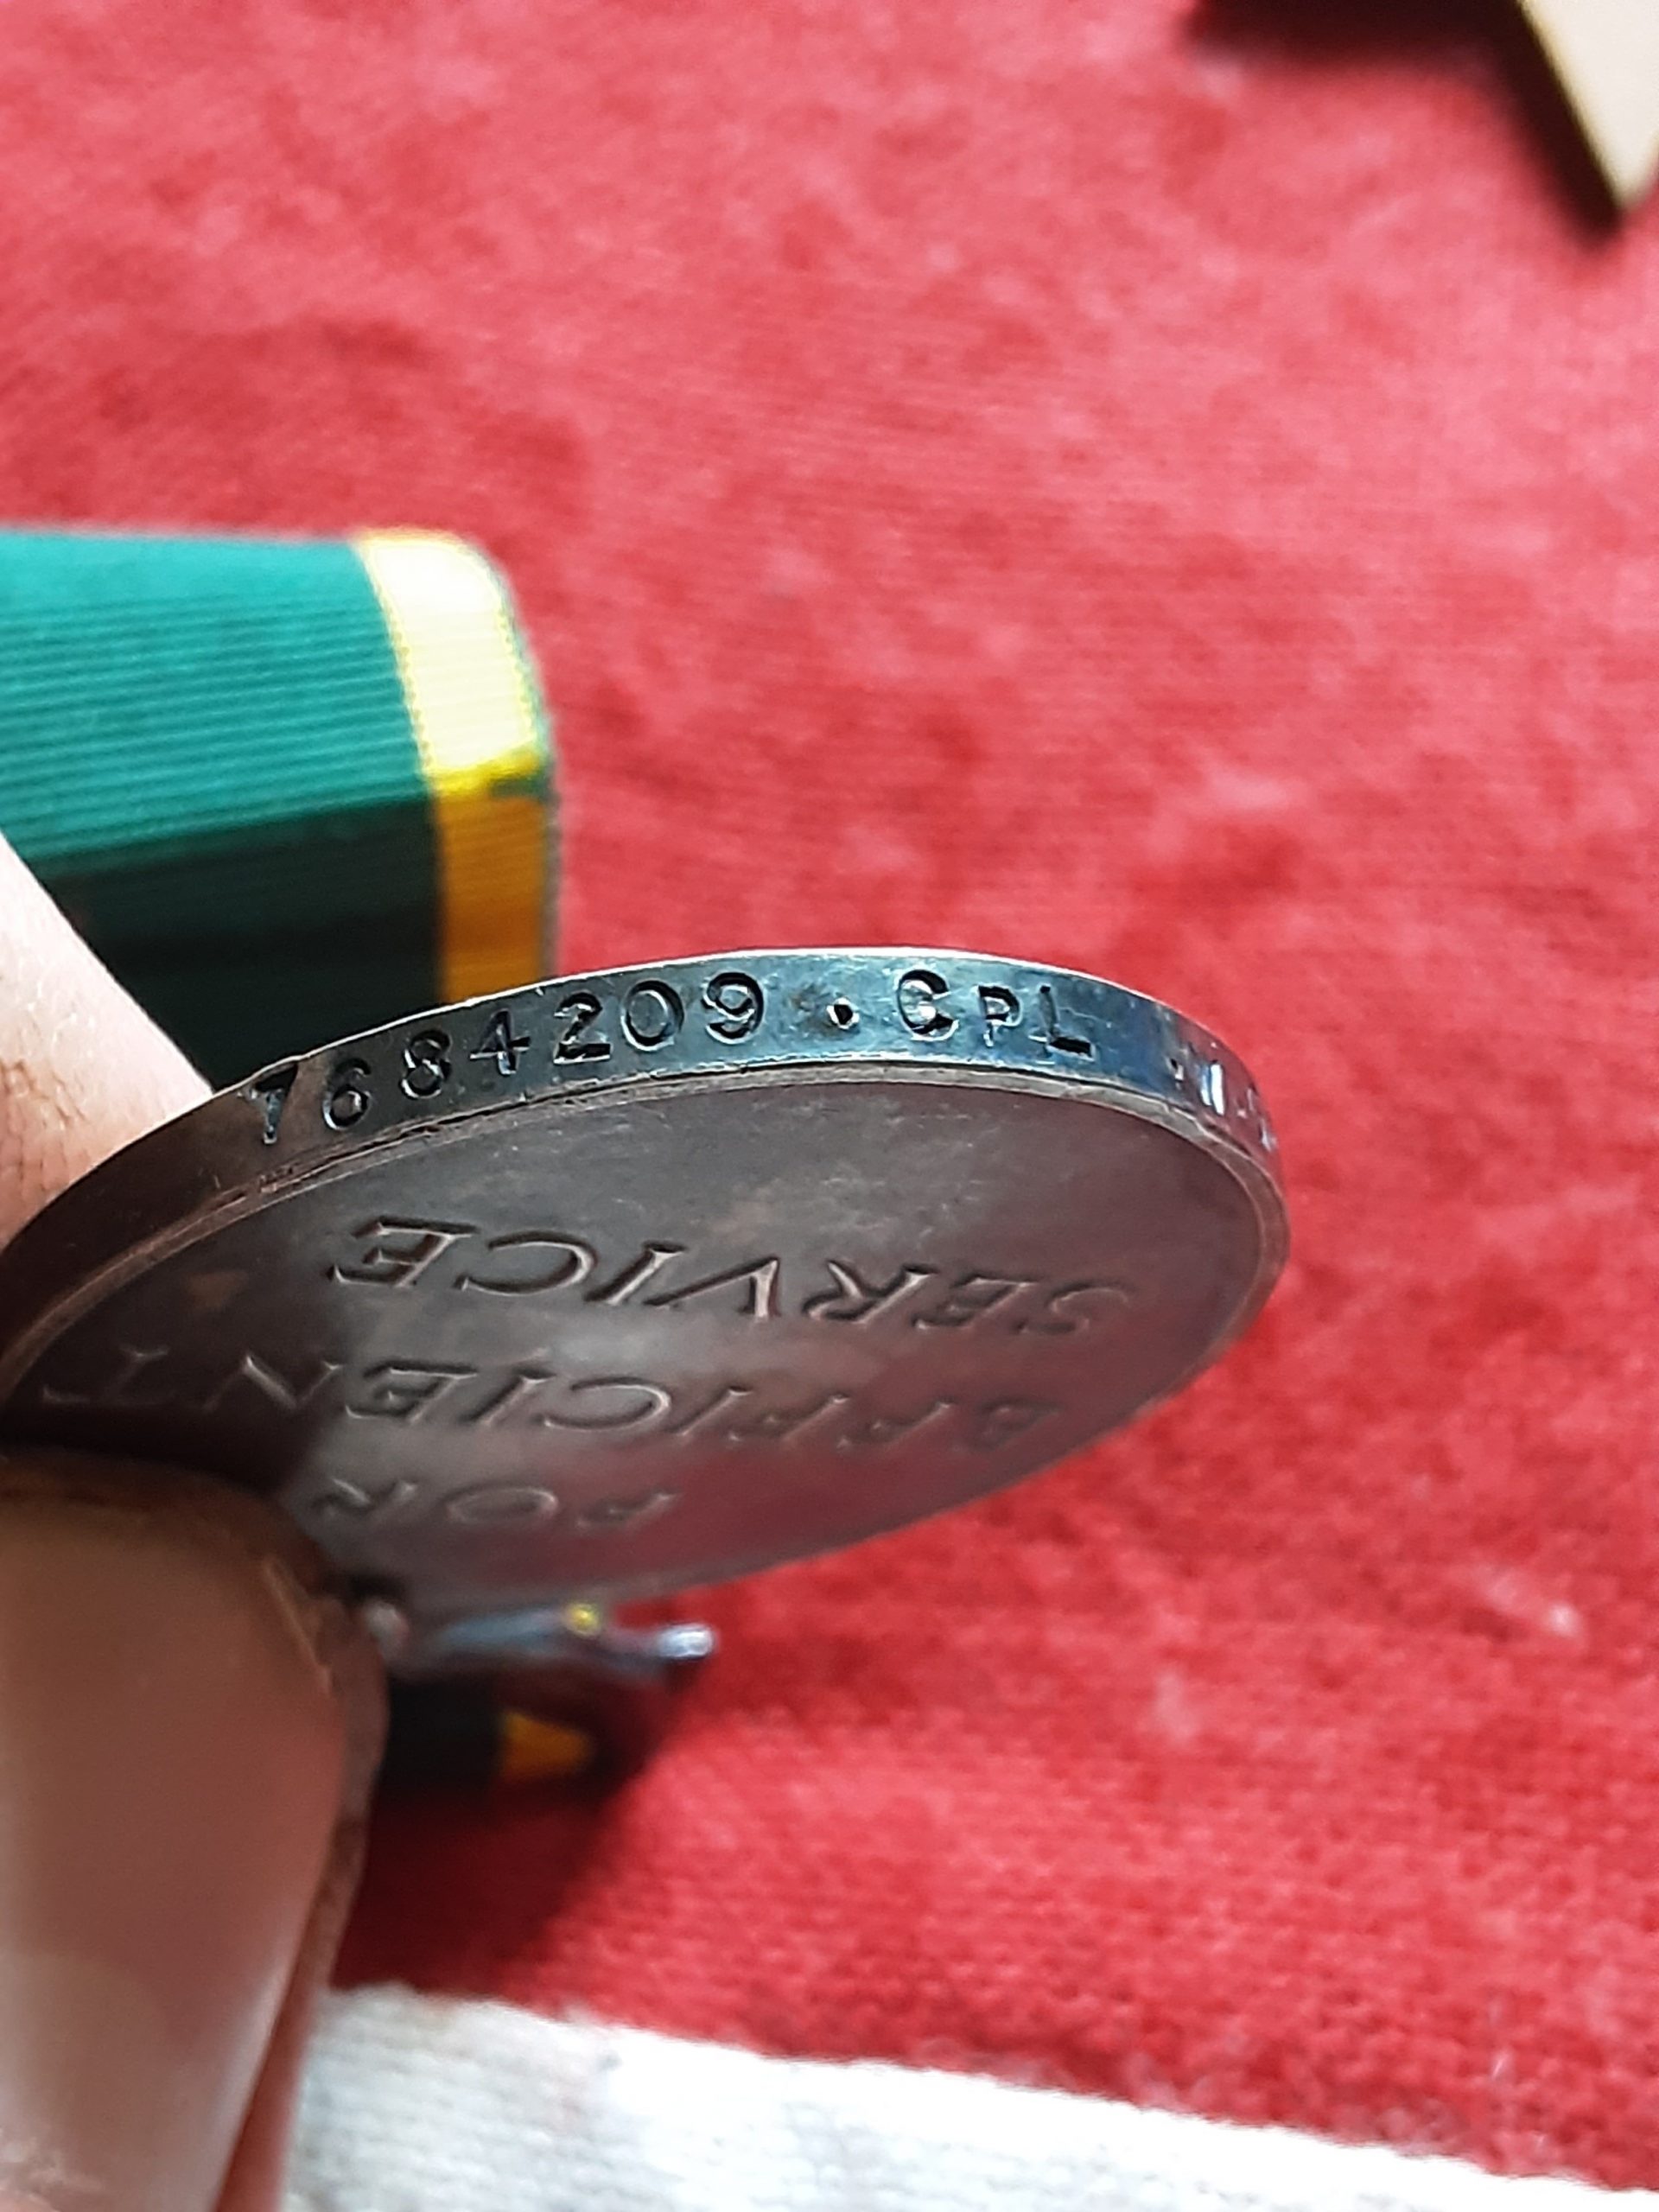 7684209 . CPL
FOR
EFFICIENT
SERVICE